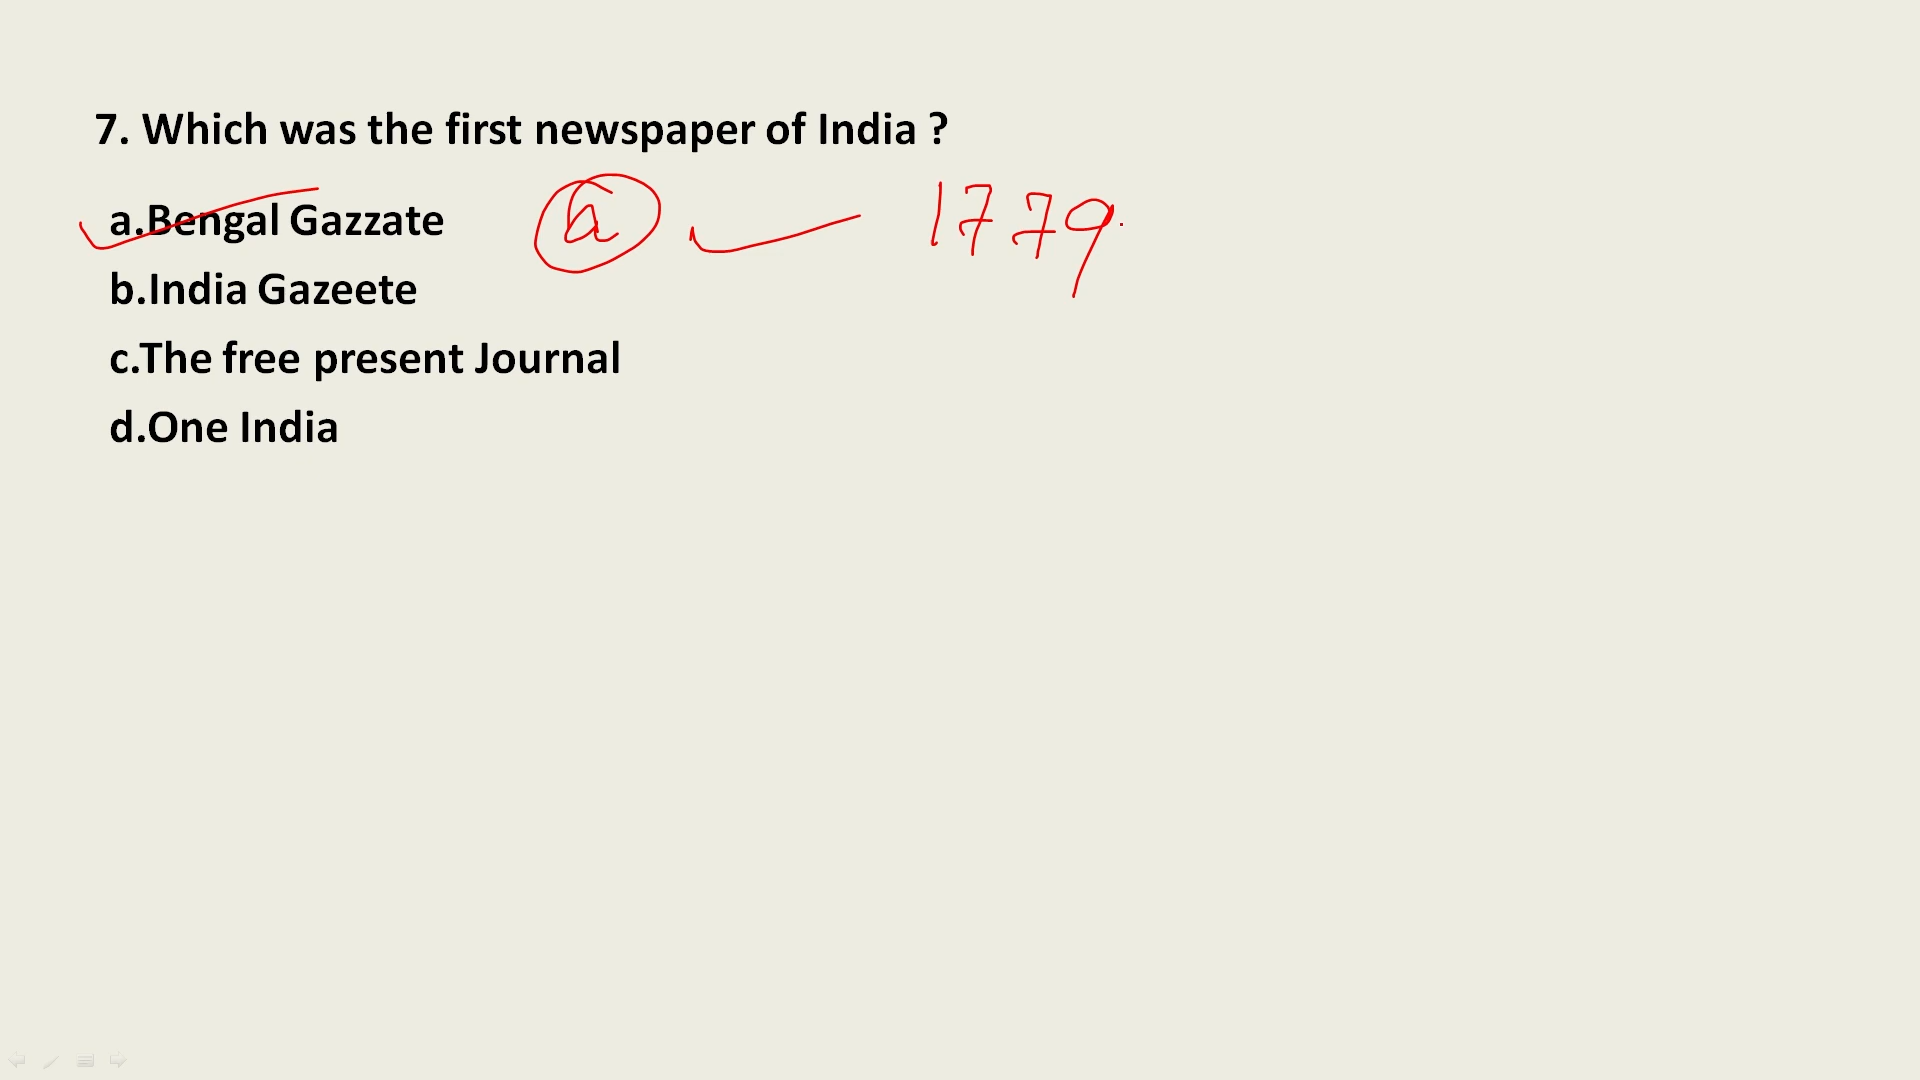 7. Which was the first newspaper of India ?
a.Bengal Gazzate a 1779.
b.India Gazeete
c.The free present Journal
d.One India